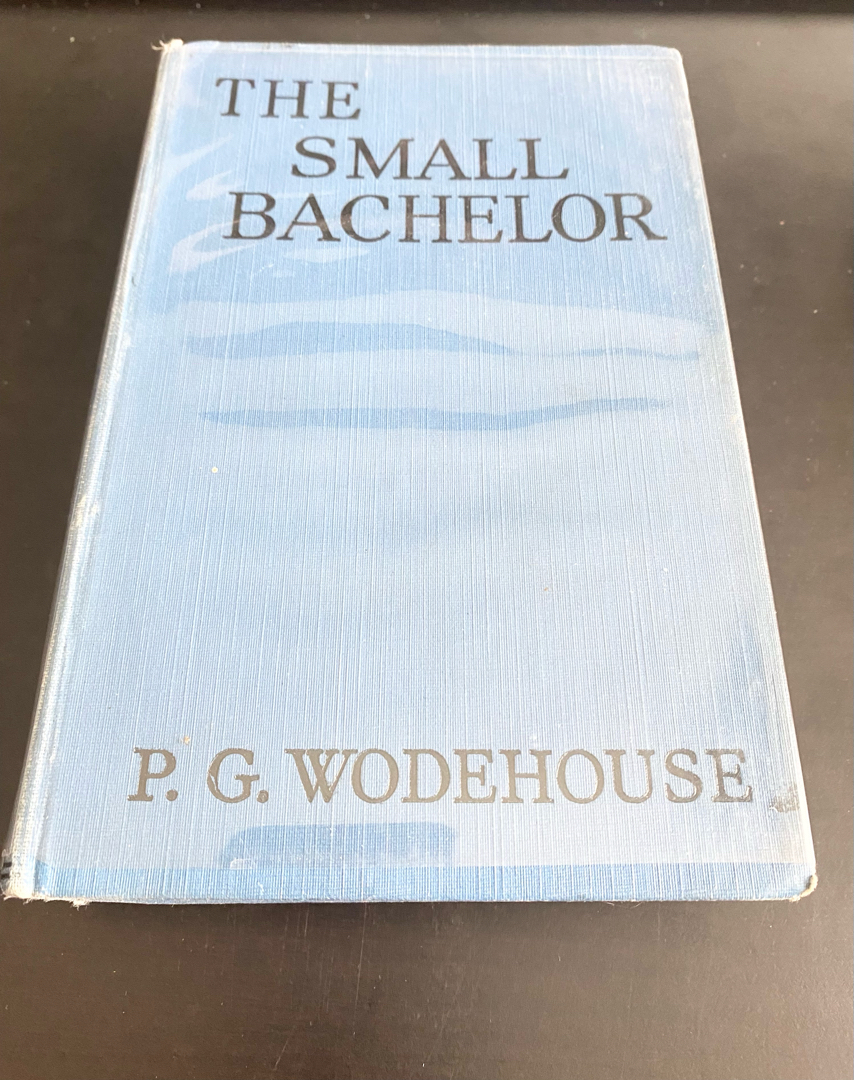 THE
SMALL
BACHELOR
P. G. WODEHOUSE